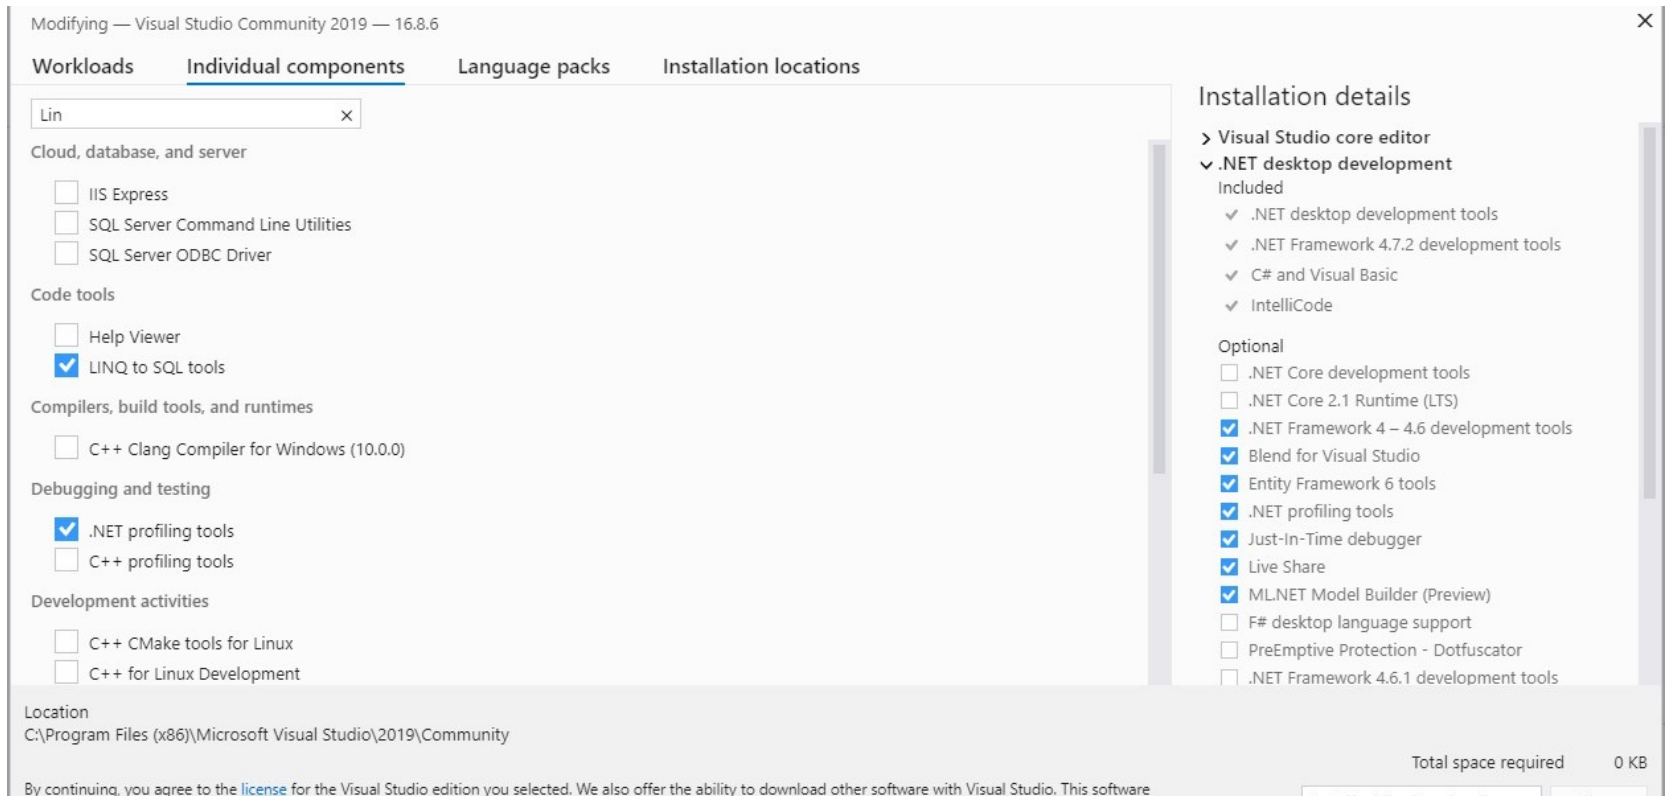 Modifying — Visual Studio Community 2019 — 16.8.6
Workloads Individual components Language packs Installation locations
Lin
Cloud, database, and server
IIS Express
SQL Server Command Line Utilities
SQL Server ODBC Driver
Code tools
Help Viewer
LINQ to SQL tools
Compilers, build tools, and runtimes
C++ Clang Compiler for Windows (10.0.0)
Debugging and testing
.NET profiling tools
C++ profiling tools
Development activities
C++ CMake tools for Linux
C++ for Linux Development
Installation details
Visual Studio core editor
.NET desktop development
Included
.NET desktop development tools
.NET Framework 4.7.2 development tools
C# and Visual Basic
IntelliCode
Optional
.NET Core development tools
.NET Core 2.1 Runtime (LTS)
.NET Framework 4 – 4.6 development tools
Blend for Visual Studio
Entity Framework 6 tools
.NET profiling tools
Just-In-Time debugger
Live Share
ML.NET Model Builder (Preview)
F# desktop language support
PreEmptive Protection - Dotfuscator
.NET Framework 4.6.1 development tools
Location
C:\Program Files (x86)\Microsoft Visual Studio\2019\Community
Total space required 0 KB
By continuing, you agree to the license for the Visual Studio edition you selected. We also offer the ability to download other software with Visual Studio. This software